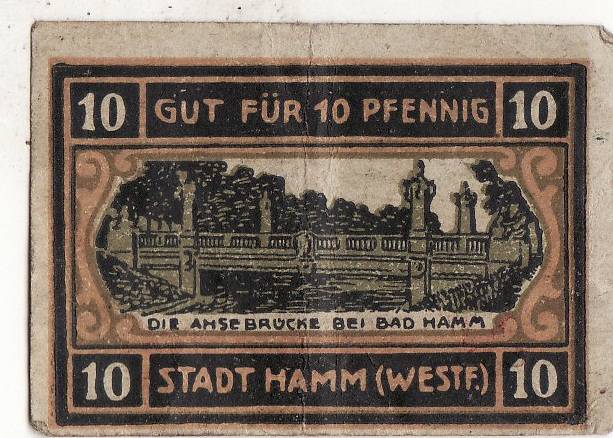 10 GUT FÜR 10 PFENNIG 10
DIE AHSEBRÜCKE BEI BAD HAMM
10 STADT HAMM (WESTF.) 10